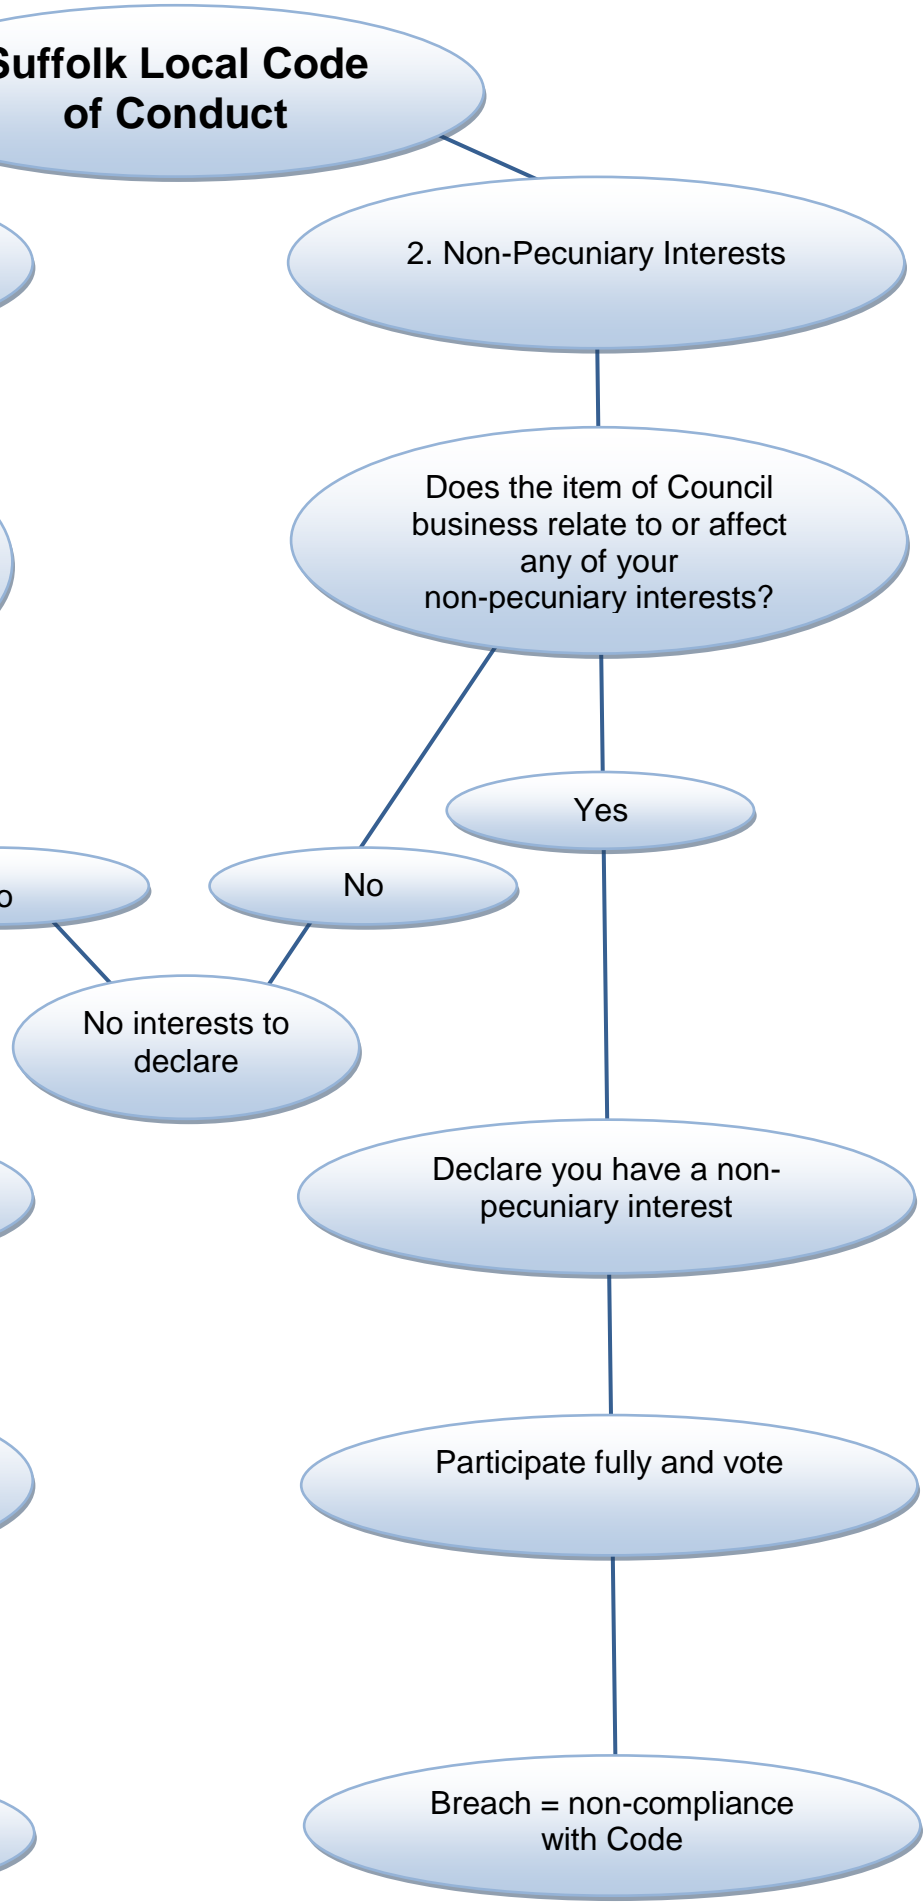 Suffolk Local Code
of Conduct
2. Non-Pecuniary Interests
Does the item of Council
business relate to or affect
any of your
non-pecuniary interests?
Yes
No
No interests to
declare
Declare you have a non-
pecuniary interest
Participate fully and vote
Breach = non-compliance
with Code